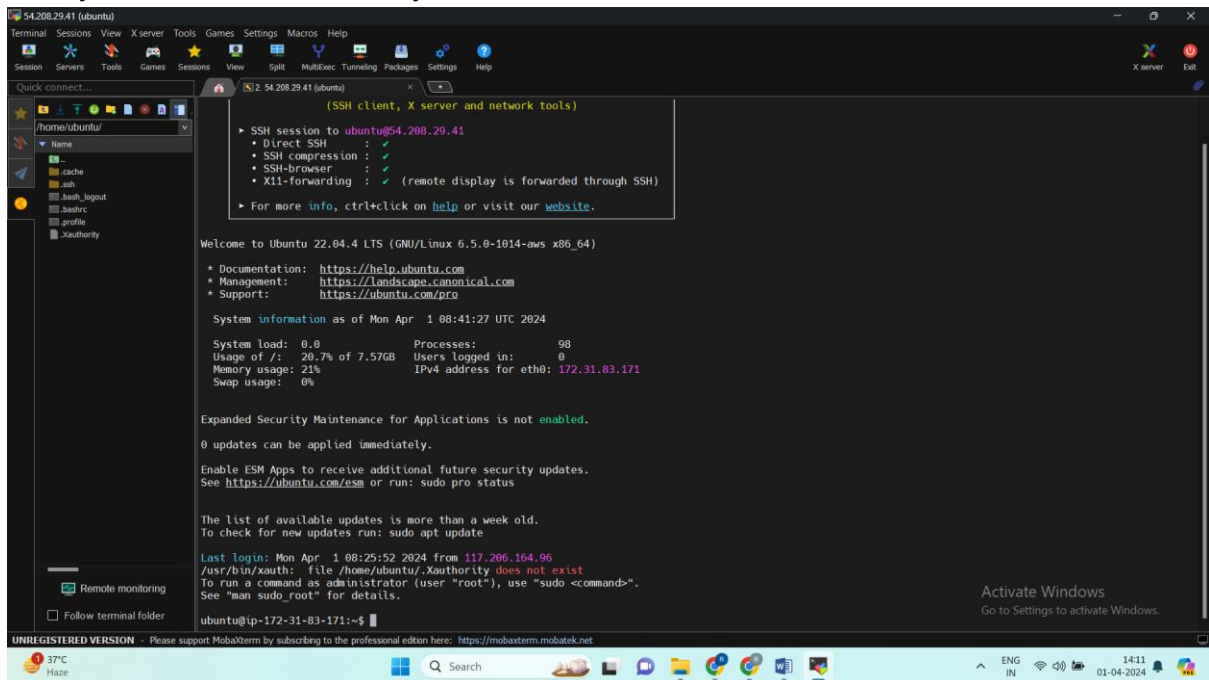 54.208.29.41 (ubuntu)
Terminal Sessions View X server Tools Games Settings Macros Help
Session Servers Tools Games Sessions View Split MultiExec Tunneling Packages Settings Help X server Exit
Quick connect... 2. 54.208.29.41 (ubuntu)
/home/ubuntu/
Name
..
.cache
.ssh
.bash_logout
.bashrc
.profile
.Xauthority
(SSH client, X server and network tools)
► SSH session to ubuntu@54.208.29.41
• Direct SSH : ✔
• SSH compression : ✔
• SSH-browser : ✔
• X11-forwarding : ✔ (remote display is forwarded through SSH)
► For more info, ctrl+click on help or visit our website.
Welcome to Ubuntu 22.04.4 LTS (GNU/Linux 6.5.0-1014-aws x86_64)
* Documentation: https://help.ubuntu.com
* Management: https://landscape.canonical.com
* Support: https://ubuntu.com/pro
System information as of Mon Apr 1 08:41:27 UTC 2024
System load: 0.0 Processes: 98
Usage of /: 20.7% of 7.57GB Users logged in: 0
Memory usage: 21% IPv4 address for eth0: 172.31.83.171
Swap usage: 0%
Expanded Security Maintenance for Applications is not enabled.
0 updates can be applied immediately.
Enable ESM Apps to receive additional future security updates.
See https://ubuntu.com/esm or run: sudo pro status
The list of available updates is more than a week old.
To check for new updates run: sudo apt update
Last login: Mon Apr 1 08:25:52 2024 from 117.206.164.96
/usr/bin/xauth: file /home/ubuntu/.Xauthority does not exist
To run a command as administrator (user "root"), use "sudo <command>".
See "man sudo_root" for details.
ubuntu@ip-172-31-83-171:~$
Remote monitoring
Follow terminal folder
Activate Windows
Go to Settings to activate Windows.
UNREGISTERED VERSION - Please support MobaXterm by subscribing to the professional edition here: https://mobaxterm.mobatek.net
1
37°C
Haze
Search
ENG
IN
14:11
01-04-2024